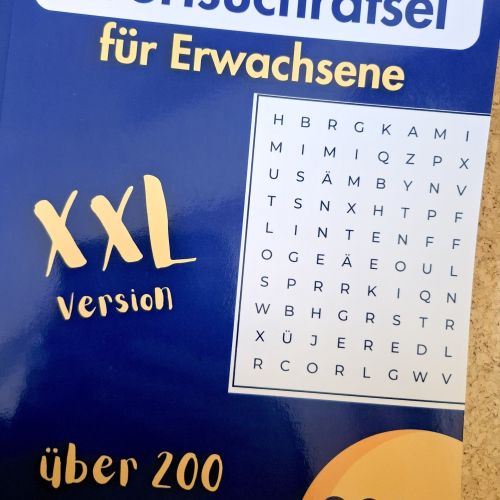 für Erwachsene
H B R G K A M I
M I M I Q Z P X
U S Ä M B Y N V
T S N X H T P F
L I N T E N F F
O G E Ä E O U L
S P R R K I Q N
W B H G R S T R
X Ü J E R E D L
R C O R L G W V
XXL
version
über 200